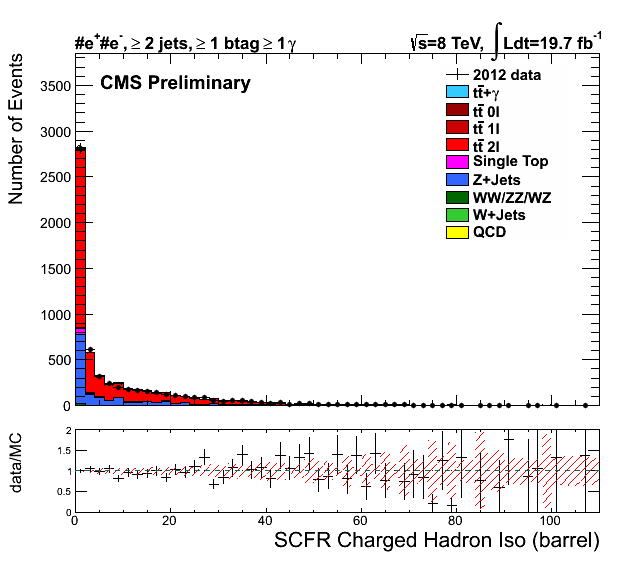 #e⁺#e⁻, ≥ 2 jets, ≥ 1 btag ≥ 1 γ
√s=8 TeV, ∫ Ldt=19.7 fb⁻¹
CMS Preliminary
2012 data
tt̄+γ
tt̄ 0l
tt̄ 1l
tt̄ 2l
Single Top
Z+Jets
WW/ZZ/WZ
W+Jets
QCD
Number of Events
3500
3000
2500
2000
1500
1000
500
0
data/MC
2
1.5
1
0.5
0
0 20 40 60 80 100
SCFR Charged Hadron Iso (barrel)